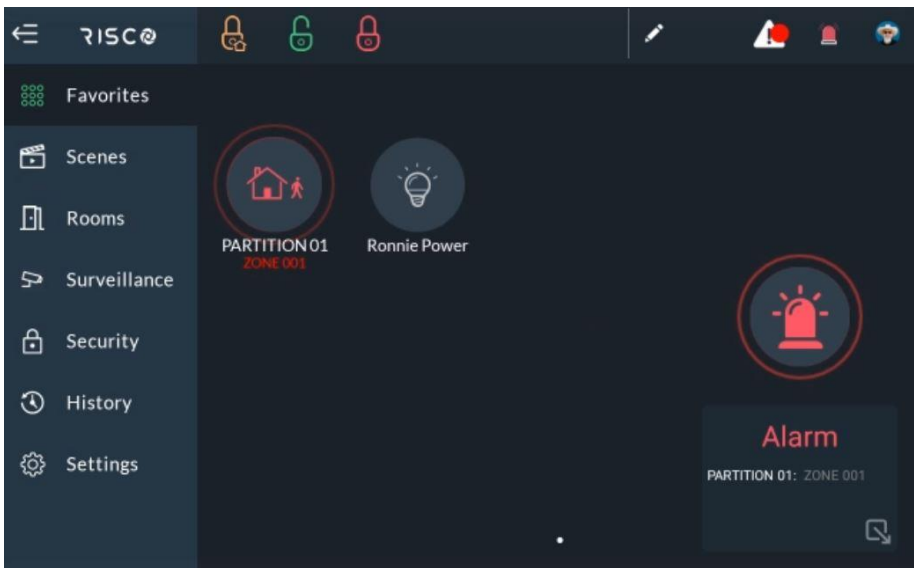 RISCO
Favorites
Scenes
Rooms
Surveillance
Security
History
Settings
PARTITION 01
ZONE 001
Ronnie Power
Alarm
PARTITION 01: ZONE 001